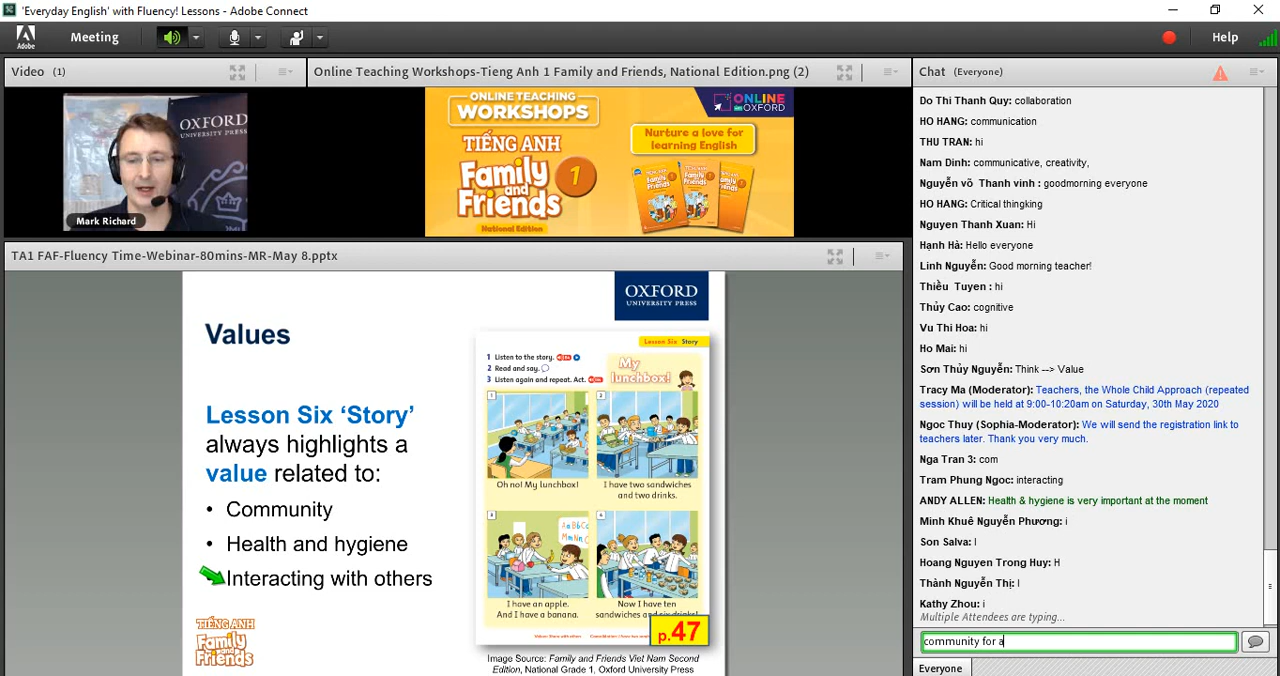 'Everyday English' with Fluency! Lessons - Adobe Connect
Adobe
Meeting
Help
Video (1)
OXFORD
UNIVERSITY PRESS
Mark Richard
Online Teaching Workshops-Tieng Anh 1 Family and Friends, National Edition.png (2)
ONLINE TEACHING
WORKSHOPS
TIẾNG ANH
Family
and
Friends
1
National Edition
ONLINE
OXFORD
Nurture a love for
learning English
TA1 FAF-Fluency Time-Webinar-80mins-MR-May 8.pptx
OXFORD
UNIVERSITY PRESS
Values
Lesson Six 'Story'
always highlights a
value related to:
• Community
• Health and hygiene
Interacting with others
TIẾNG ANH
Family
and
Friends
Lesson Six Story
1 Listen to the story.
2 Read and say.
3 Listen again and repeat. Act.
My
lunchbox!
1
Oh no! My lunchbox!
2
I have two sandwiches
and two drinks.
3
I have an apple.
And I have a banana.
4
Now I have ten
sandwiches and six drinks!
p.47
Image Source: Family and Friends Viet Nam Second
Edition, National Grade 1, Oxford University Press
Chat (Everyone)
Do Thi Thanh Quy: collaboration
HO HANG: communication
THU TRAN: hi
Nam Dinh: communicative, creativity,
Nguyễn võ Thanh vinh : goodmorning everyone
HO HANG: Critical thingking
Nguyen Thanh Xuan: Hi
Hạnh Hà: Hello everyone
Linh Nguyễn: Good morning teacher!
Thiều Tuyen : hi
Thủy Cao: cognitive
Vu Thi Hoa: hi
Ho Mai: hi
Sơn Thủy Nguyễn: Think --> Value
Tracy Ma (Moderator): Teachers, the Whole Child Approach (repeated
session) will be held at 9:00-10:20am on Saturday, 30th May 2020
Ngoc Thuy (Sophia-Moderator): We will send the registration link to
teachers later. Thank you very much.
Nga Tran 3: com
Tram Phung Ngoc: interacting
ANDY ALLEN: Health & hygiene is very important at the moment
Minh Khuê Nguyễn Phương: i
Son Salva: I
Hoang Nguyen Trong Huy: H
Thành Nguyễn Thị: I
Kathy Zhou: i
Multiple Attendees are typing...
community for a
Everyone